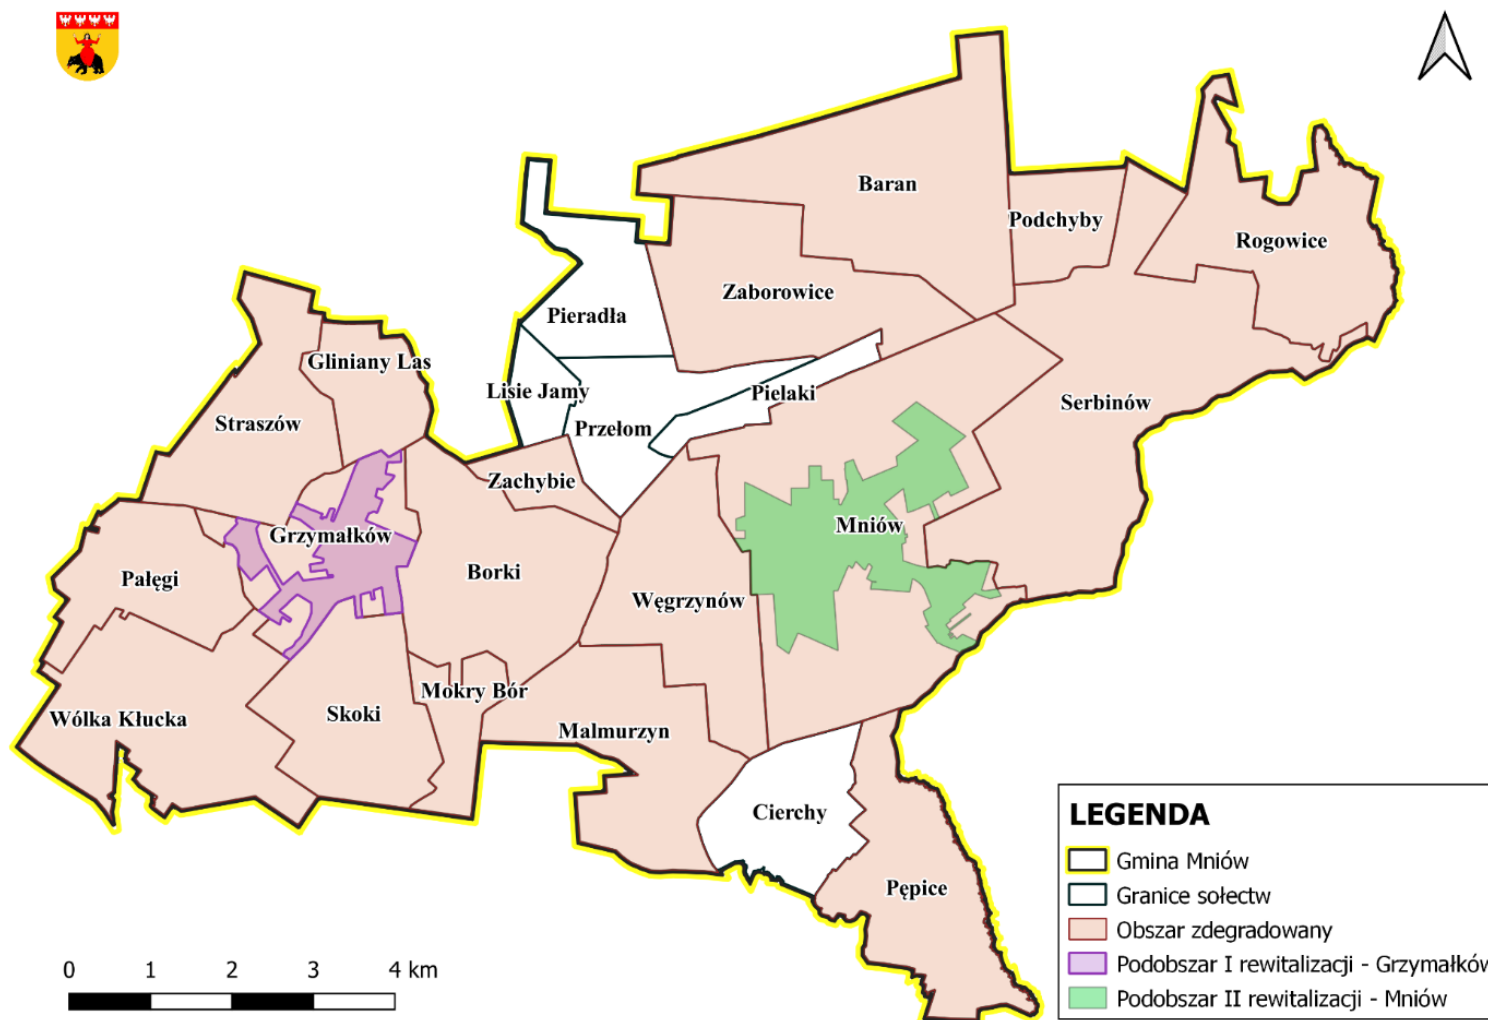 Baran
Podchyby
Rogowice
Zaborowice
Pieradła
Gliniany Las
Lisie Jamy
Pielaki
Serbinów
Straszów
Przełom
Zachybie
Mniów
Grzymałków
Borki
Pałęgi
Węgrzynów
Mokry Bór
Skoki
Wólka Kłucka
Malmurzyn
Cierchy
Pępice
LEGENDA
Gmina Mniów
Granice sołectw
Obszar zdegradowany
Podobszar I rewitalizacji - Grzymałków
Podobszar II rewitalizacji - Mniów
0 1 2 3 4 km